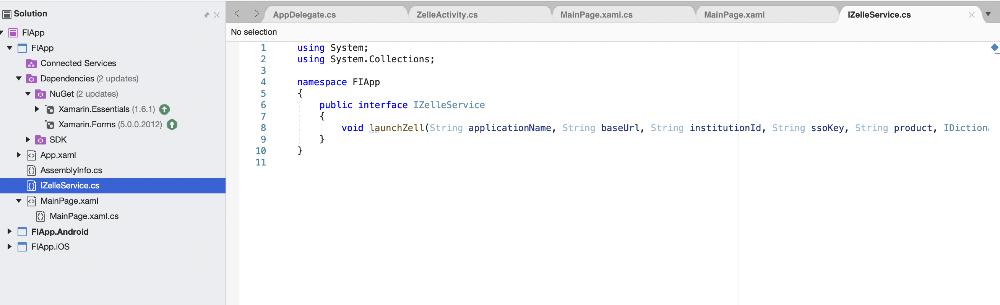 Solution
FIApp
FIApp
Connected Services
Dependencies (2 updates)
NuGet (2 updates)
Xamarin.Essentials (1.6.1)
Xamarin.Forms (5.0.0.2012)
SDK
App.xaml
AssemblyInfo.cs
IZelleService.cs
MainPage.xaml
MainPage.xaml.cs
FIApp.Android
FIApp.iOS
AppDelegate.cs
ZelleActivity.cs
MainPage.xaml.cs
MainPage.xaml
IZelleService.cs
No selection
1 using System;
2 using System.Collections;
3
4 namespace FIApp
5 {
6 public interface IZelleService
7 {
8 void launchZell(String applicationName, String baseUrl, String institutionId, String ssoKey, String product, IDictiona
9 }
10 }
11